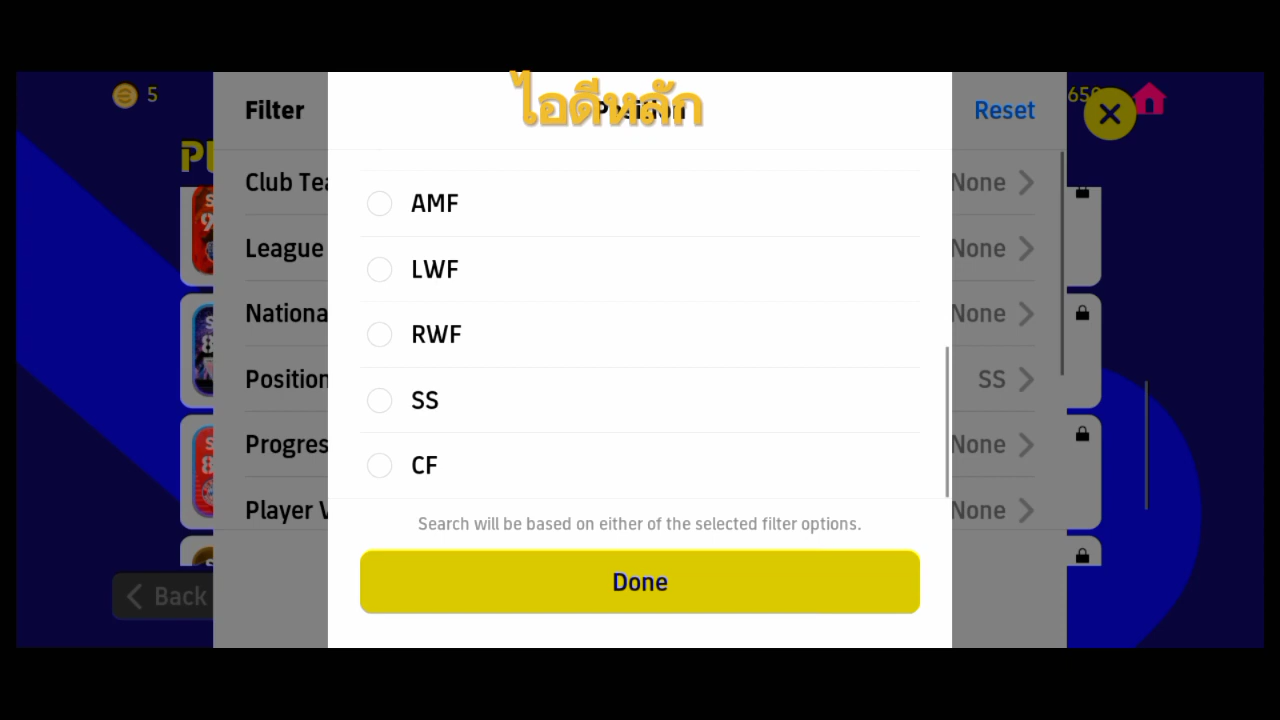 5
ไอดีหลัก
Filter
Position
Reset
Club Tea
None
League
None
Nationa
None
Position
SS
Progres
None
Player V
None
AMF
LWF
RWF
SS
CF
Search will be based on either of the selected filter options.
Done
Back